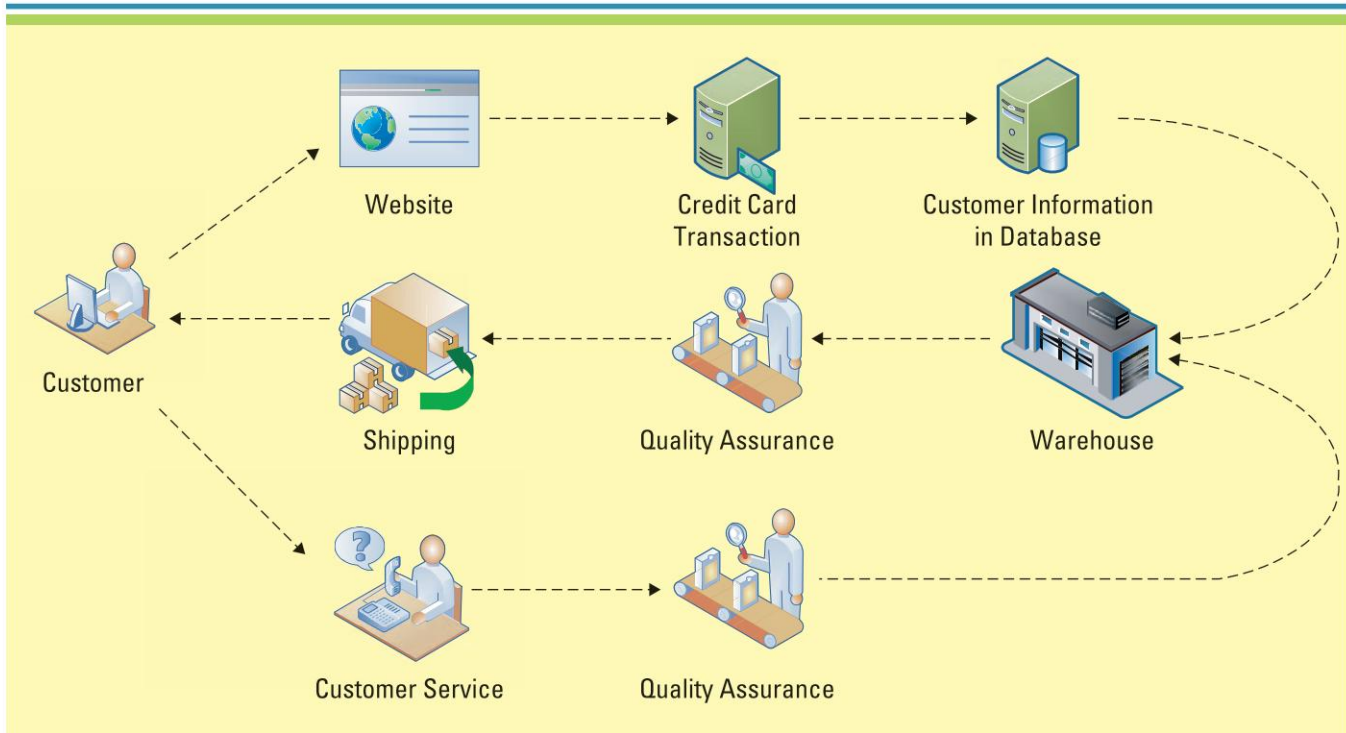 Website
Credit Card
Transaction
Customer Information
in Database
Customer
Shipping
Quality Assurance
Warehouse
?
Customer Service
Quality Assurance